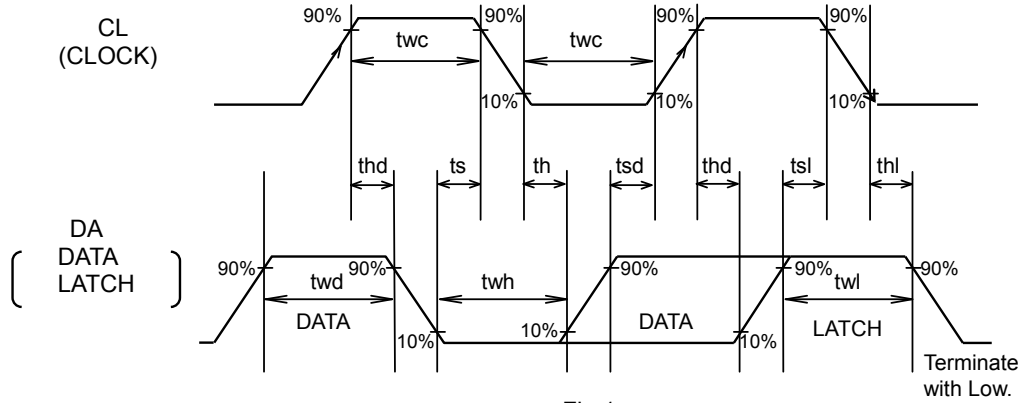 CL
(CLOCK)
90% 90% 90% 90%
twc twc
10% 10% 10%
thd ts th tsd thd tsl thl
DA
DATA
LATCH
90% 90% 90% 90% 90%
twd twh twl
DATA DATA LATCH
10% 10% 10%
Terminate
with Low.